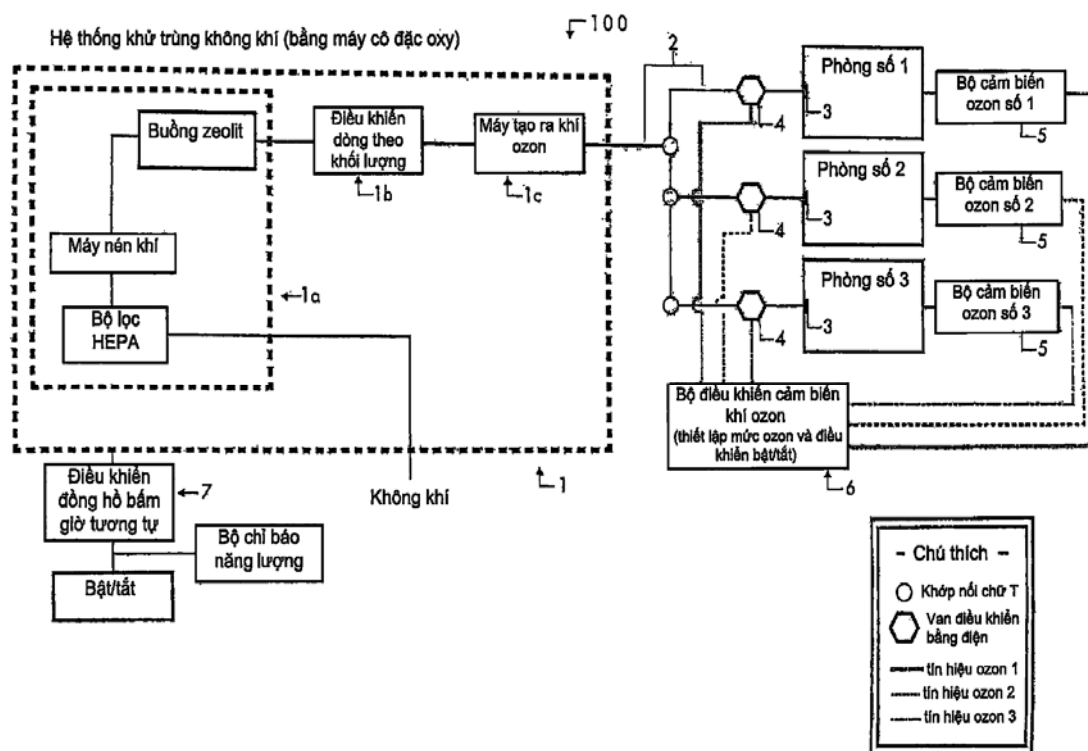 Hệ thống khử trùng không khí (bằng máy cô đặc oxy)
100
Buồng zeolit
Điều khiển
dòng theo
khối lượng
1b
Máy tạo ra khí
ozon
1c
Máy nén khí
Bộ lọc
HEPA
1a
1
Không khí
Điều khiển
đồng hồ bấm
giờ tương tự
7
Bộ chỉ báo
năng lượng
Bật/tắt
2
Phòng số 1
3
4
Bộ cảm biến
ozon số 1
5
Phòng số 2
3
4
Bộ cảm biến
ozon số 2
5
Phòng số 3
3
4
Bộ cảm biến
ozon số 3
5
Bộ điều khiển cảm biến
khí ozon
(thiết lập mức ozon và điều
khiển bật/tắt)
6
– Chú thích –
Khớp nối chữ T
Van điều khiển
bằng điện
tín hiệu ozon 1
tín hiệu ozon 2
tín hiệu ozon 3